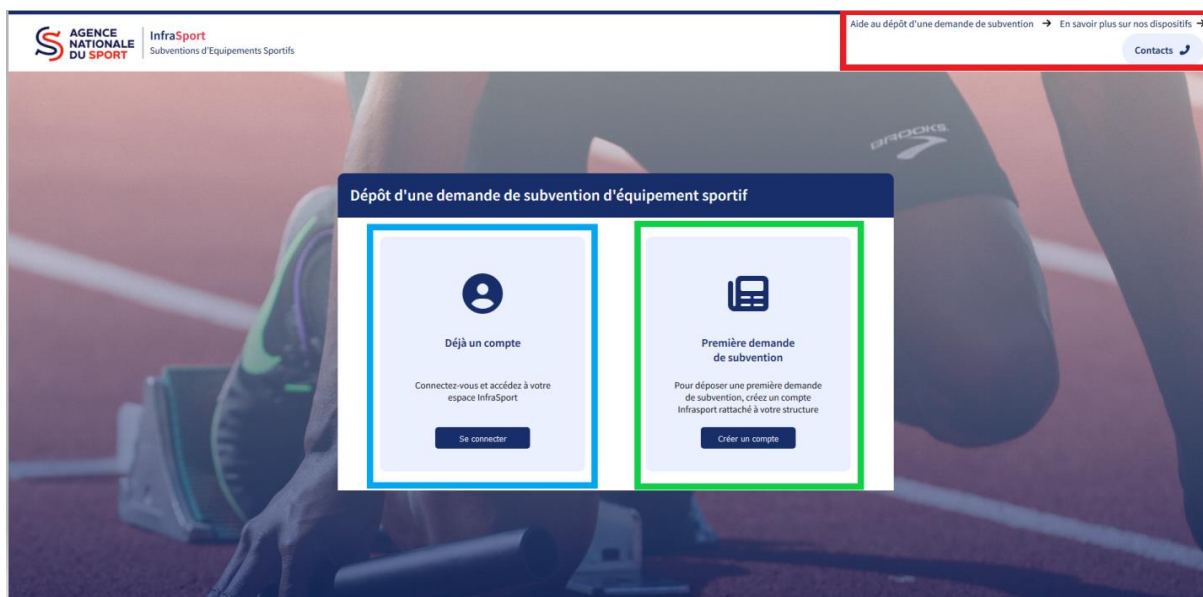 AGENCE
NATIONALE
DU SPORT
InfraSport
Subventions d'Equipements Sportifs
Aide au dépôt d'une demande de subvention → En savoir plus sur nos dispositifs →
Contacts
BROOKS
Dépôt d'une demande de subvention d'équipement sportif
Déjà un compte
Connectez-vous et accédez à votre
espace InfraSport
Se connecter
Première demande
de subvention
Pour déposer une première demande
de subvention, créez un compte
Infrasport rattaché à votre structure
Créer un compte